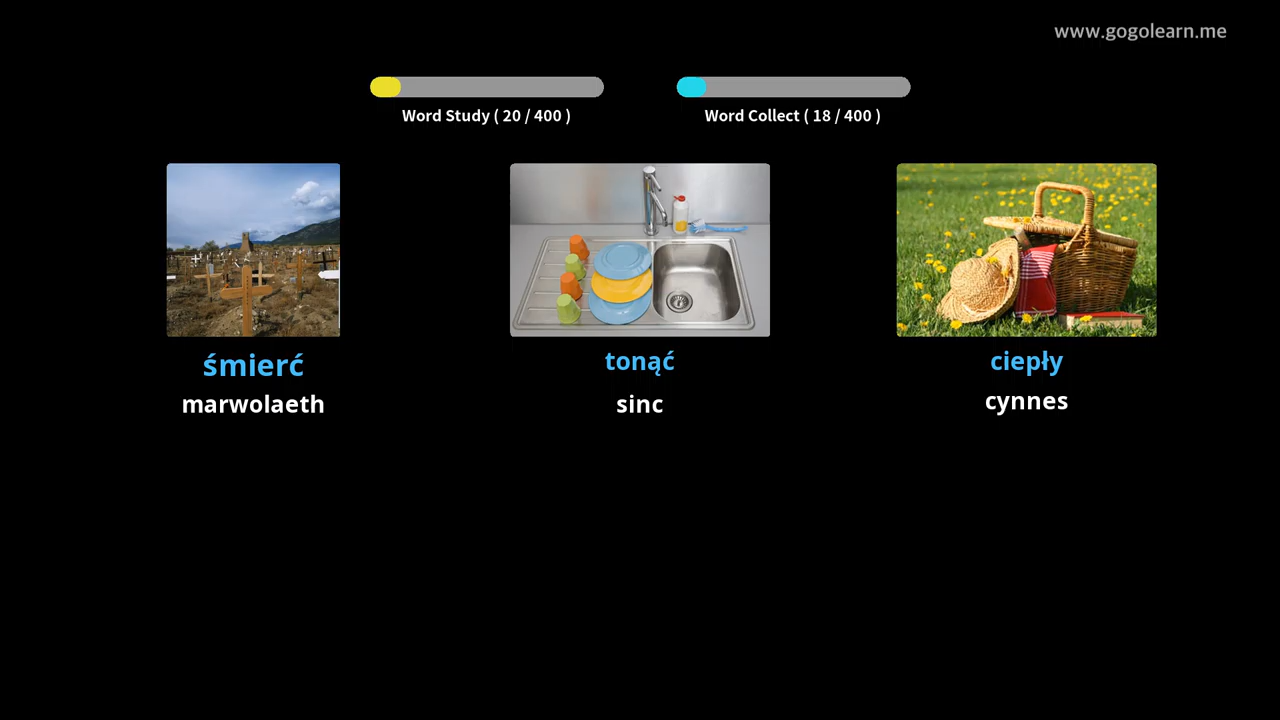 www.gogolearn.me
Word Study ( 20 / 400 )
Word Collect ( 18 / 400 )
śmierć
marwolaeth
tonąć
sinc
ciepły
cynnes